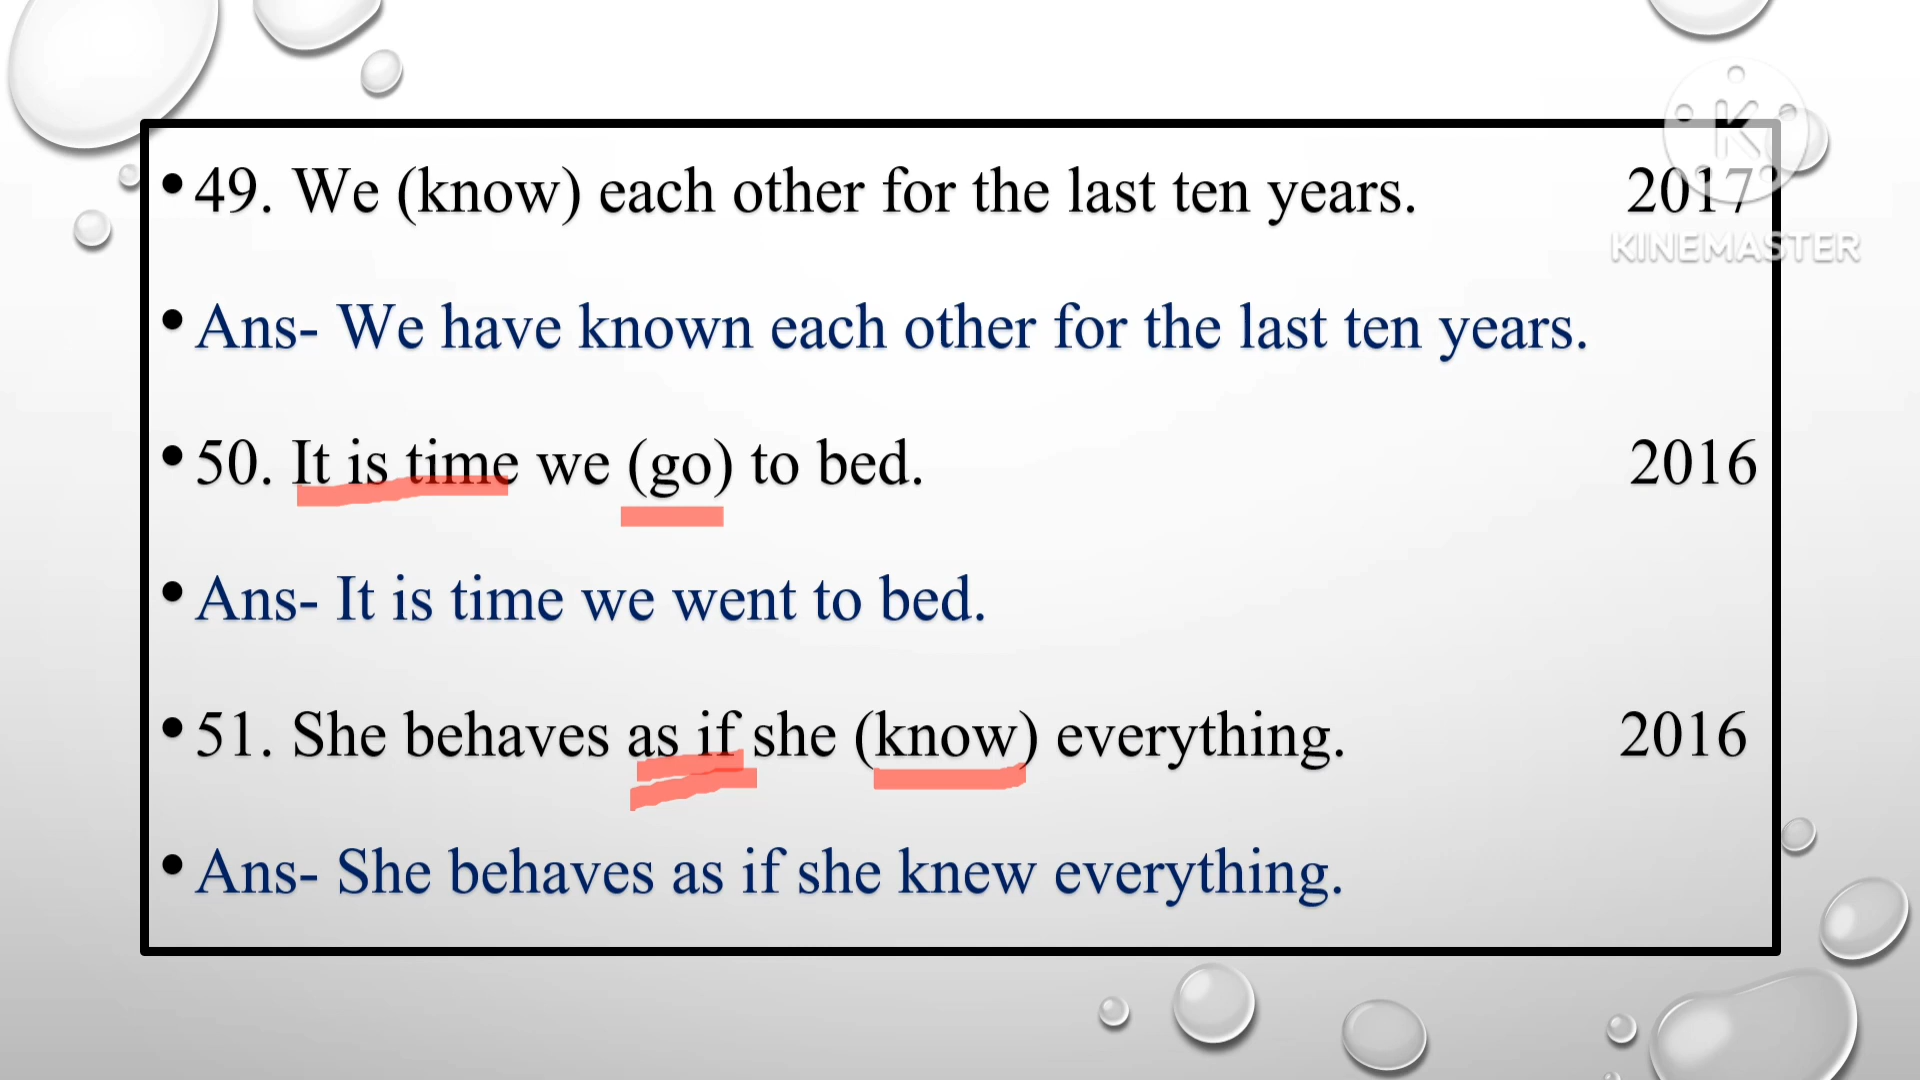 • 49. We (know) each other for the last ten years. 2017
KINEMASTER
• Ans- We have known each other for the last ten years.
• 50. It is time we (go) to bed. 2016
• Ans- It is time we went to bed.
• 51. She behaves as if she (know) everything. 2016
• Ans- She behaves as if she knew everything.